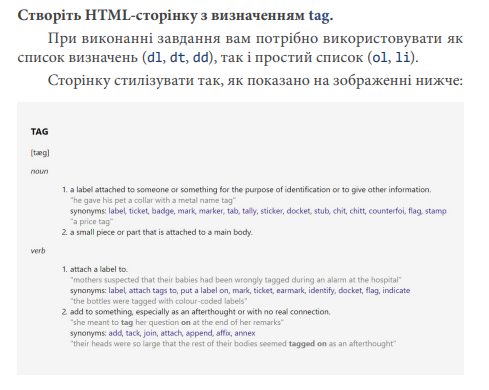 Створіть HTML-сторінку з визначенням tag.
При виконанні завдання вам потрібно використовувати як
список визначень (dl, dt, dd), так і простий список (ol, li).
Сторінку стилізувати так, як показано на зображенні нижче:
TAG
[tæg]
noun
1. a label attached to someone or something for the purpose of identification or to give other information.
"he gave his pet a collar with a metal name tag"
synonyms: label, ticket, badge, mark, marker, tab, tally, sticker, docket, stub, chit, chitt, counterfoi, flag, stamp
"a price tag"
2. a small piece or part that is attached to a main body.
verb
1. attach a label to.
"mothers suspected that their babies had been wrongly tagged during an alarm at the hospital"
synonyms: label, attach tags to, put a label on, mark, ticket, earmark, identify, docket, flag, indicate
"the bottles were tagged with colour-coded labels"
2. add to something, especially as an afterthought or with no real connection.
"she meant to tag her question on at the end of her remarks"
synonyms: add, tack, join, attach, append, affix, annex
"their heads were so large that the rest of their bodies seemed tagged on as an afterthought"